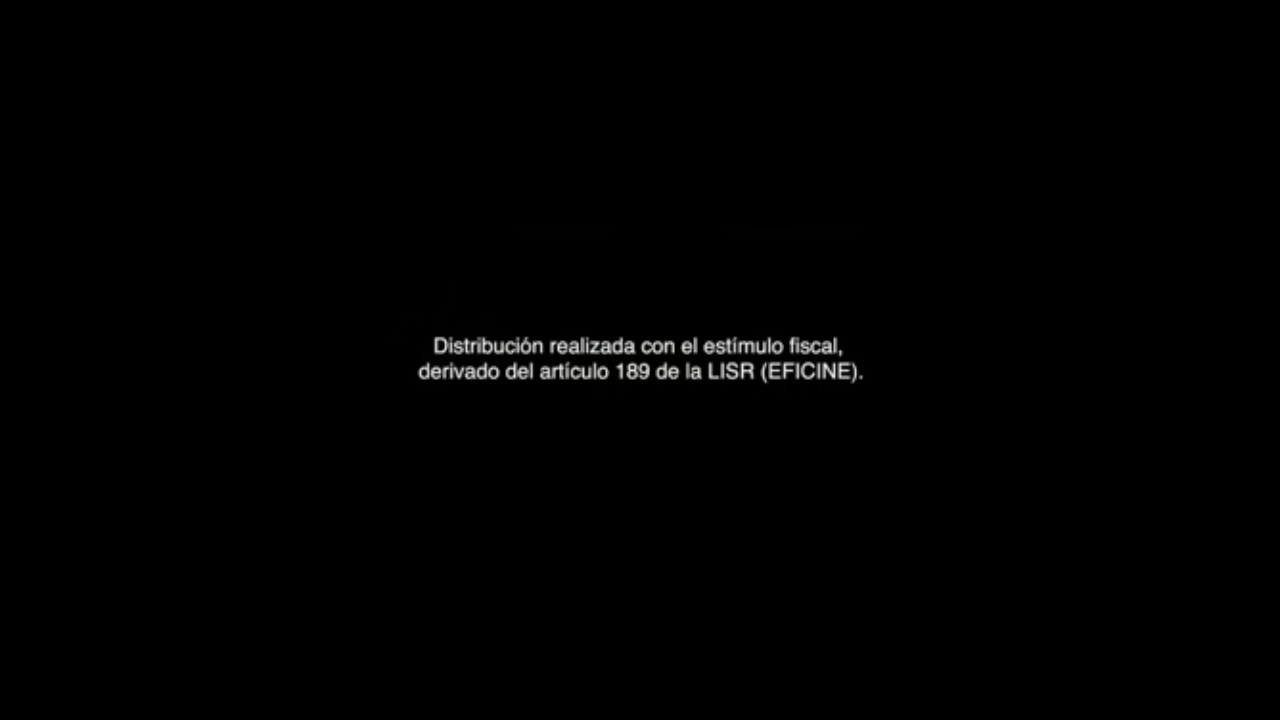 Distribución realizada con el estímulo fiscal,
derivado del artículo 189 de la LISR (EFICINE).